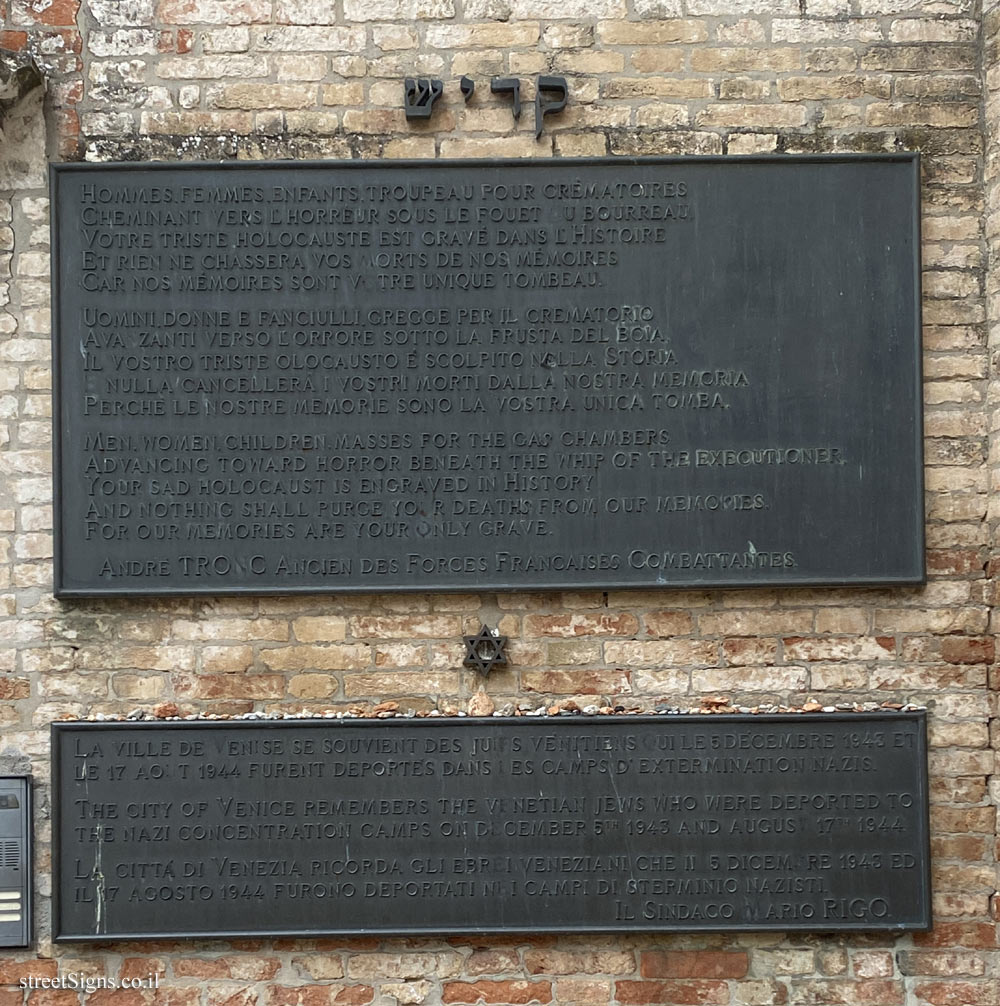 קדיש
HOMMES, FEMMES, ENFANTS, TROUPEAU POUR CRÉMATOIRES
CHEMINANT VERS L'HORREUR SOUS LE FOUET DU BOURREAU.
VOTRE TRISTE HOLOCAUSTE EST GRAVÉ DANS L'HISTOIRE
ET RIEN NE CHASSERA VOS MORTS DE NOS MÉMOIRES
CAR NOS MÉMOIRES SONT VOTRE UNIQUE TOMBEAU.
UOMINI, DONNE E FANCIULLI, GREGGE PER IL CREMATORIO
AVANZANTI VERSO L'ORRORE SOTTO LA FRUSTA DEL BOIA,
IL VOSTRO TRISTE OLOCAUSTO É SCOLPITO NELLA STORIA
E NULLA CANCELLERÀ I VOSTRI MORTI DALLA NOSTRA MEMORIA
PERCHÉ LE NOSTRE MEMORIE SONO LA VOSTRA UNICA TOMBA.
MEN, WOMEN, CHILDREN, MASSES FOR THE GAS CHAMBERS
ADVANCING TOWARD HORROR BENEATH THE WHIP OF THE EXECUTIONER.
YOUR SAD HOLOCAUST IS ENGRAVED IN HISTORY
AND NOTHING SHALL PURGE YOUR DEATHS FROM OUR MEMORIES.
FOR OUR MEMORIES ARE YOUR ONLY GRAVE.
ANDRÉ TRONC ANCIEN DES FORCES FRANCAISES COMBATTANTES.
LA VILLE DE VENISE SE SOUVIENT DES JUIFS VENITIENS QUI LE 5 DÉCEMBRE 1943 ET
LE 17 AOUT 1944 FURENT DEPORTÉS DANS LES CAMPS D'EXTERMINATION NAZIS.
THE CITY OF VENICE REMEMBERS THE VENETIAN JEWS WHO WERE DEPORTED TO
THE NAZI CONCENTRATION CAMPS ON DECEMBER 5TH 1943 AND AUGUST 17TH 1944
LA CITTÁ DI VENEZIA RICORDA GLI EBREI VENEZIANI CHE IL 5 DICEMBRE 1943 ED
IL 17 AGOSTO 1944 FURONO DEPORTATI NEI CAMPI DI STERMINIO NAZISTI.
IL SINDACO MARIO RIGO.
streetSigns.co.il